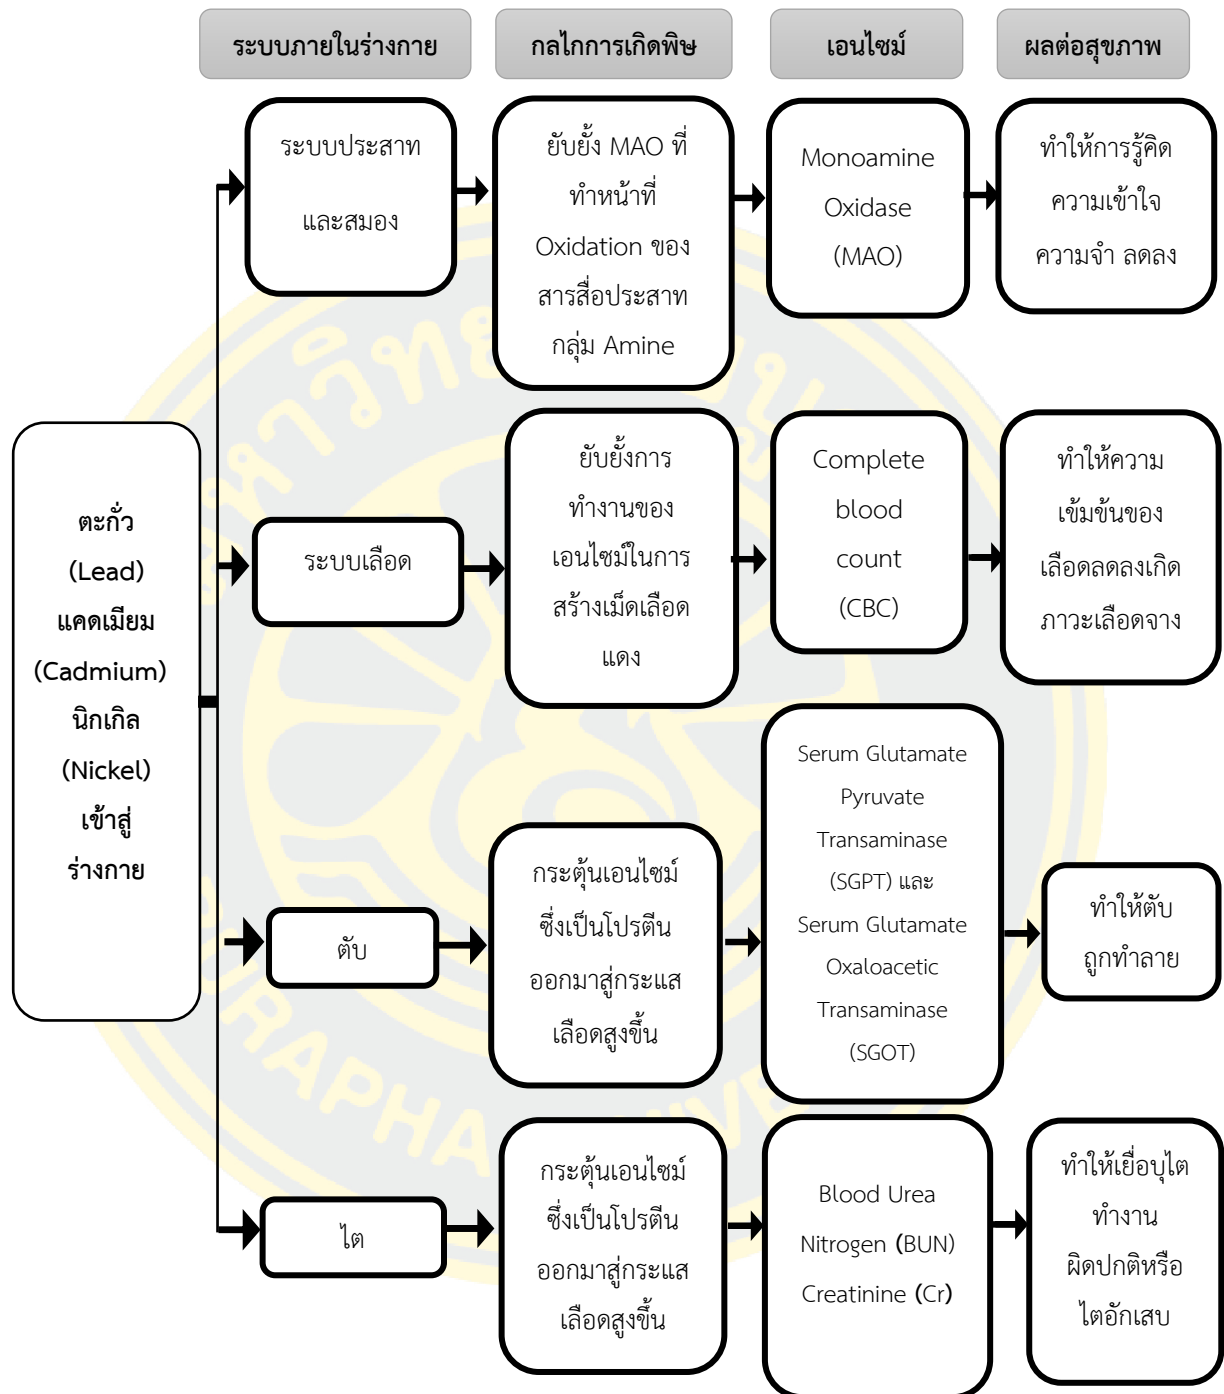 ระบบภายในร่างกาย
กลไกการเกิดพิษ
เอนไซม์
ผลต่อสุขภาพ
ตะกั่ว
(Lead)
แคดเมียม
(Cadmium)
นิกเกิล
(Nickel)
เข้าสู่
ร่างกาย
ระบบประสาท
และสมอง
ยับยั้ง MAO ที่
ทำหน้าที่
Oxidation ของ
สารสื่อประสาท
กลุ่ม Amine
Monoamine
Oxidase
(MAO)
ทำให้การรู้คิด
ความเข้าใจ
ความจำ ลดลง
ระบบเลือด
ยับยั้งการ
ทำงานของ
เอนไซม์ในการ
สร้างเม็ดเลือด
แดง
Complete
blood
count
(CBC)
ทำให้ความ
เข้มข้นของ
เลือดลดลงเกิด
ภาวะเลือดจาง
ตับ
กระตุ้นเอนไซม์
ซึ่งเป็นโปรตีน
ออกมาสู่กระแส
เลือดสูงขึ้น
Serum Glutamate
Pyruvate
Transaminase
(SGPT) และ
Serum Glutamate
Oxaloacetic
Transaminase
(SGOT)
ทำให้ตับ
ถูกทำลาย
ไต
กระตุ้นเอนไซม์
ซึ่งเป็นโปรตีน
ออกมาสู่กระแส
เลือดสูงขึ้น
Blood Urea
Nitrogen (BUN)
Creatinine (Cr)
ทำให้เยื่อบุไต
ทำงาน
ผิดปกติหรือ
ไตอักเสบ